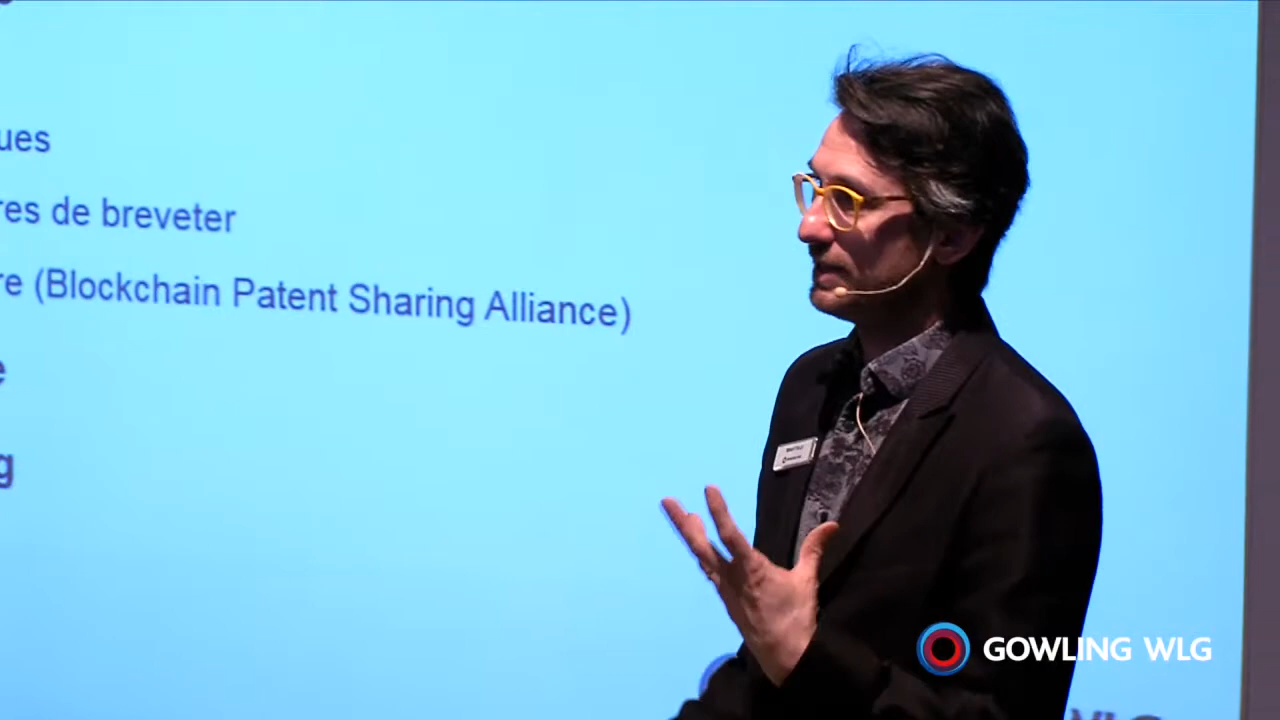 ues
res de breveter
re (Blockchain Patent Sharing Alliance)
e
g
GOWLING WLG